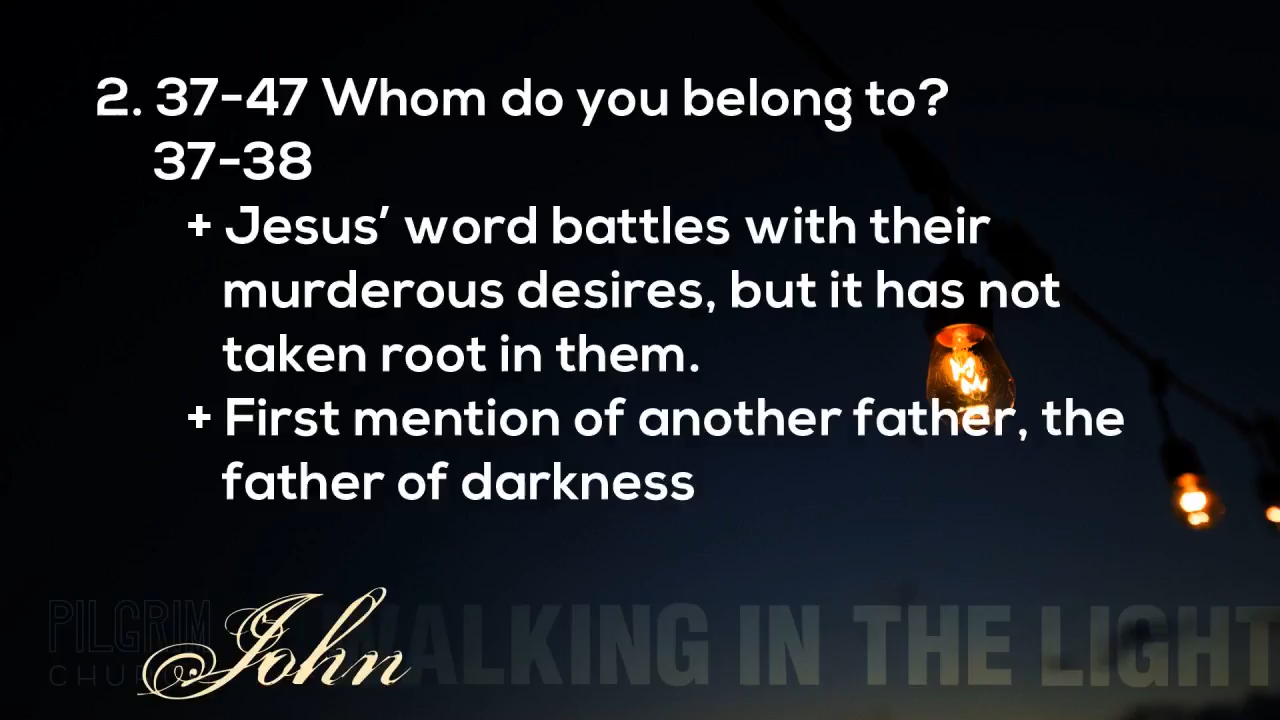 2. 37-47 Whom do you belong to?
37-38
+ Jesus’ word battles with their
murderous desires, but it has not
taken root in them.
+ First mention of another father, the
father of darkness
PILGRIM
CHURCH
John
WALKING IN THE LIGHT